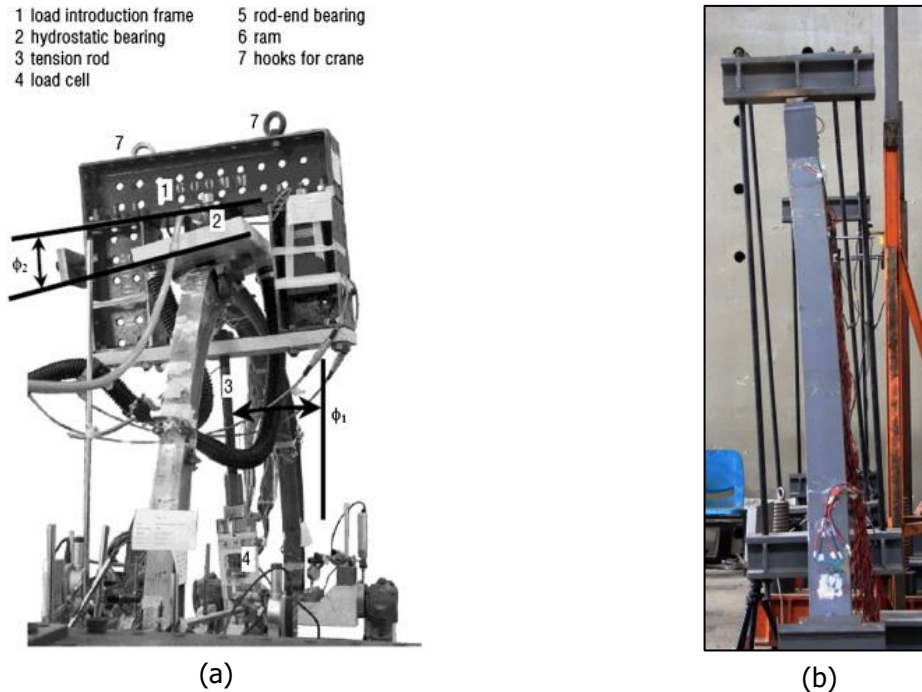 1 load introduction frame
2 hydrostatic bearing
3 tension rod
4 load cell
5 rod-end bearing
6 ram
7 hooks for crane
7
7
1
600MM
2
ϕ2
3
ϕ1
4
(a)
(b)